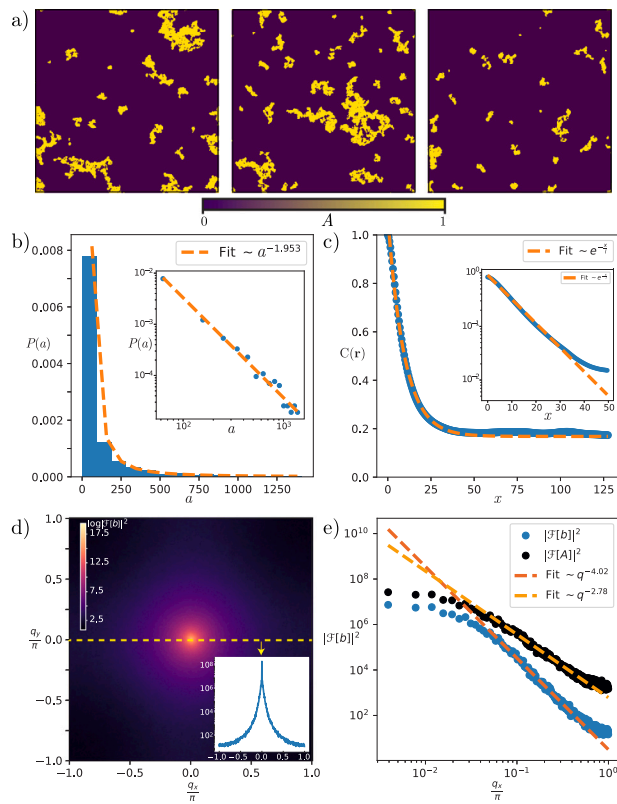 a)
0
A
1
b)
0.008
0.006
P(a)
0.004
0.002
0.000
0
250
500
750
1000
1250
a
Fit ~ a^{-1.953}
10^{-2}
10^{-3}
P(a)
10^{-4}
10^2
10^3
a
c)
1.0
0.8
0.6
C(r)
0.4
0.2
0.0
0
25
50
75
100
125
x
Fit ~ e^{-x}
Fit ~ e^{-x}
10^0
10^{-1}
10^{-2}
0
10
20
30
40
50
x
d)
1.0
0.5
q_y/π
0.0
−0.5
−1.0
−1.0
−0.5
0.0
0.5
1.0
q_x/π
log|ℱ[b]|^2
17.5
12.5
7.5
2.5
10^8
10^6
10^4
10^2
−1.0
−0.5
0.0
0.5
1.0
e)
10^{10}
10^8
|ℱ[b]|^2
10^6
10^4
10^2
10^{-2}
10^{-1}
10^0
q_x/π
|ℱ[b]|^2
|ℱ[A]|^2
Fit ~ q^{-4.02}
Fit ~ q^{-2.78}